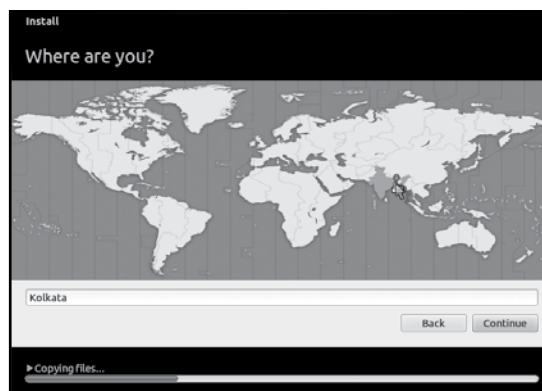 Install
Where are you?
Kolkata
Back
Continue
▸Copying files...